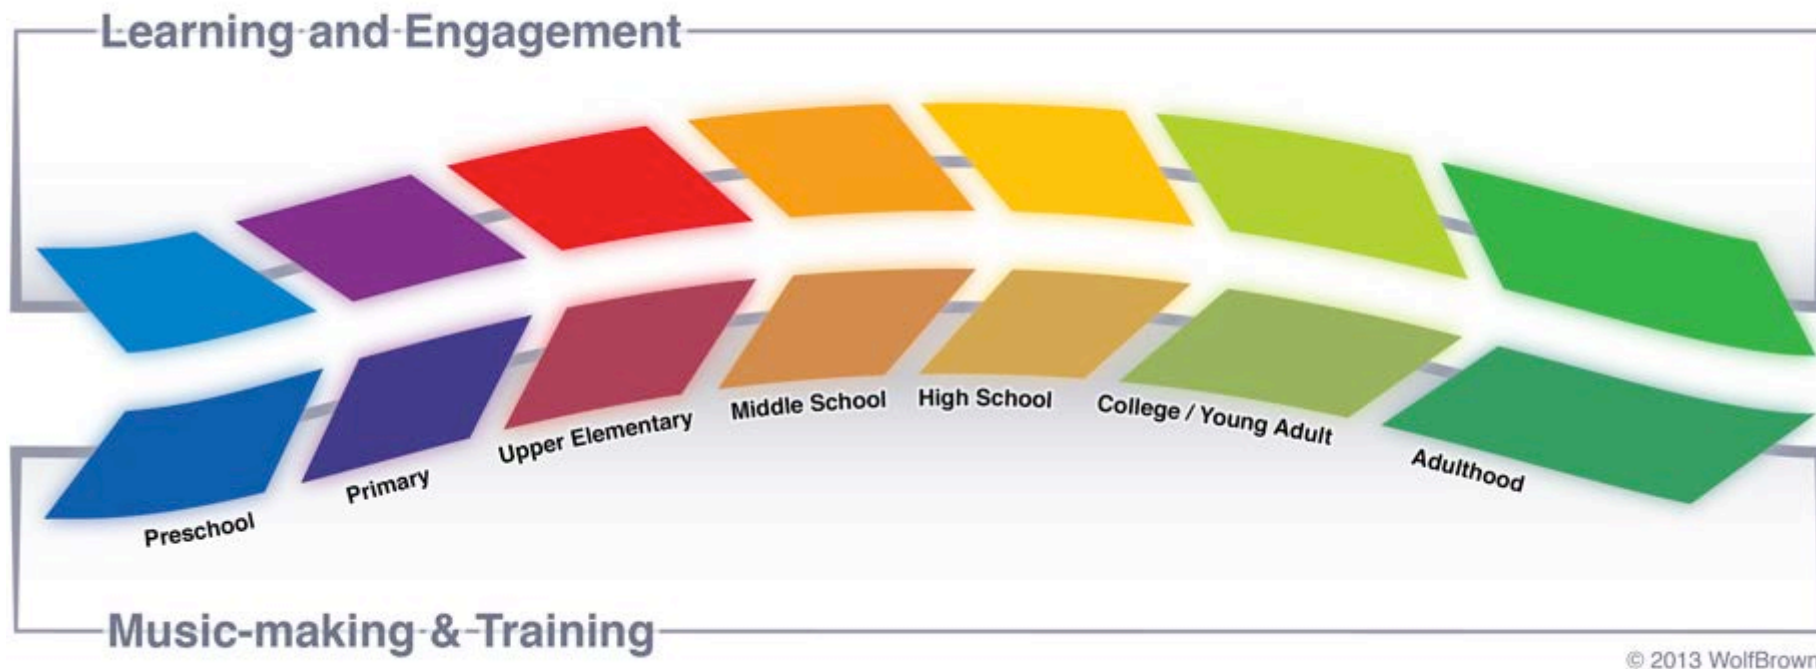 Learning and Engagement
Preschool
Primary
Upper Elementary
Middle School
High School
College / Young Adult
Adulthood
Music-making & Training
© 2013 WolfBrown